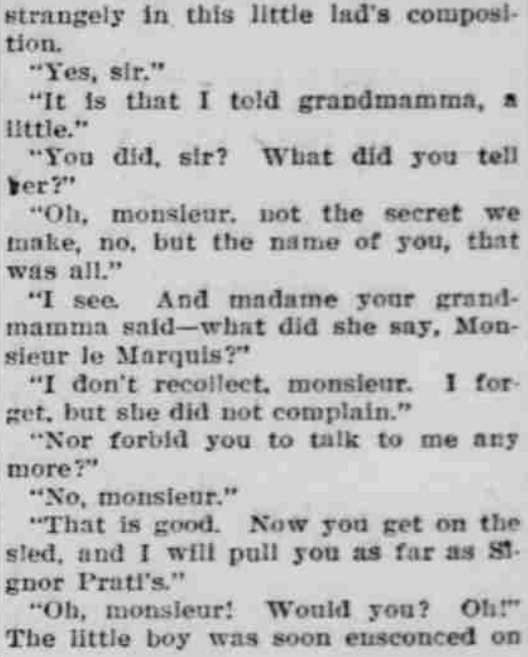 strangely in this little lad's composi-
tion.
"Yes, sir."
"It is that I told grandmamma, a
little."
"You did, sir? What did you tell
her?"
"Oh, monsieur, not the secret we
make, no, but the name of you, that
was all."
"I see. And madame your grand-
mamma said—what did she say, Mon-
sieur le Marquis?"
"I don't recollect, monsieur. I for-
get, but she did not complain."
"Nor forbid you to talk to me any
more?"
"No, monsieur."
"That is good. Now you get on the
sled, and I will pull you as far as Si-
gnor Prati's."
"Oh, monsieur! Would you? Oh!"
The little boy was soon ensconced on